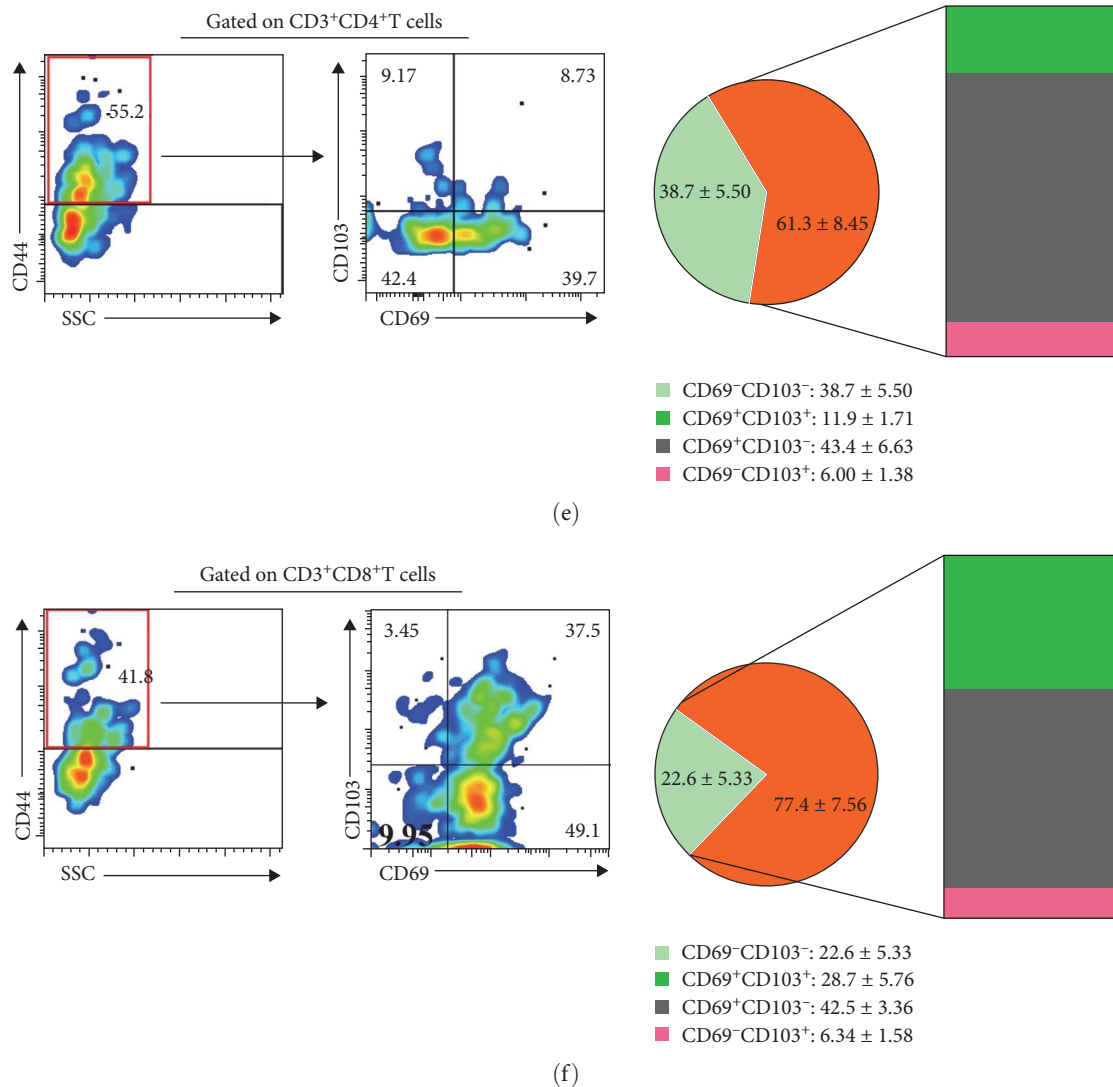 Gated on CD3⁺CD4⁺T cells
55.2
CD44
SSC
9.17
8.73
42.4
39.7
CD103
CD69
38.7 ± 5.50
61.3 ± 8.45
CD69⁻CD103⁻: 38.7 ± 5.50
CD69⁺CD103⁺: 11.9 ± 1.71
CD69⁺CD103⁻: 43.4 ± 6.63
CD69⁻CD103⁺: 6.00 ± 1.38
(e)
Gated on CD3⁺CD8⁺T cells
41.8
CD44
SSC
3.45
37.5
9.95
49.1
CD103
CD69
22.6 ± 5.33
77.4 ± 7.56
CD69⁻CD103⁻: 22.6 ± 5.33
CD69⁺CD103⁺: 28.7 ± 5.76
CD69⁺CD103⁻: 42.5 ± 3.36
CD69⁻CD103⁺: 6.34 ± 1.58
(f)